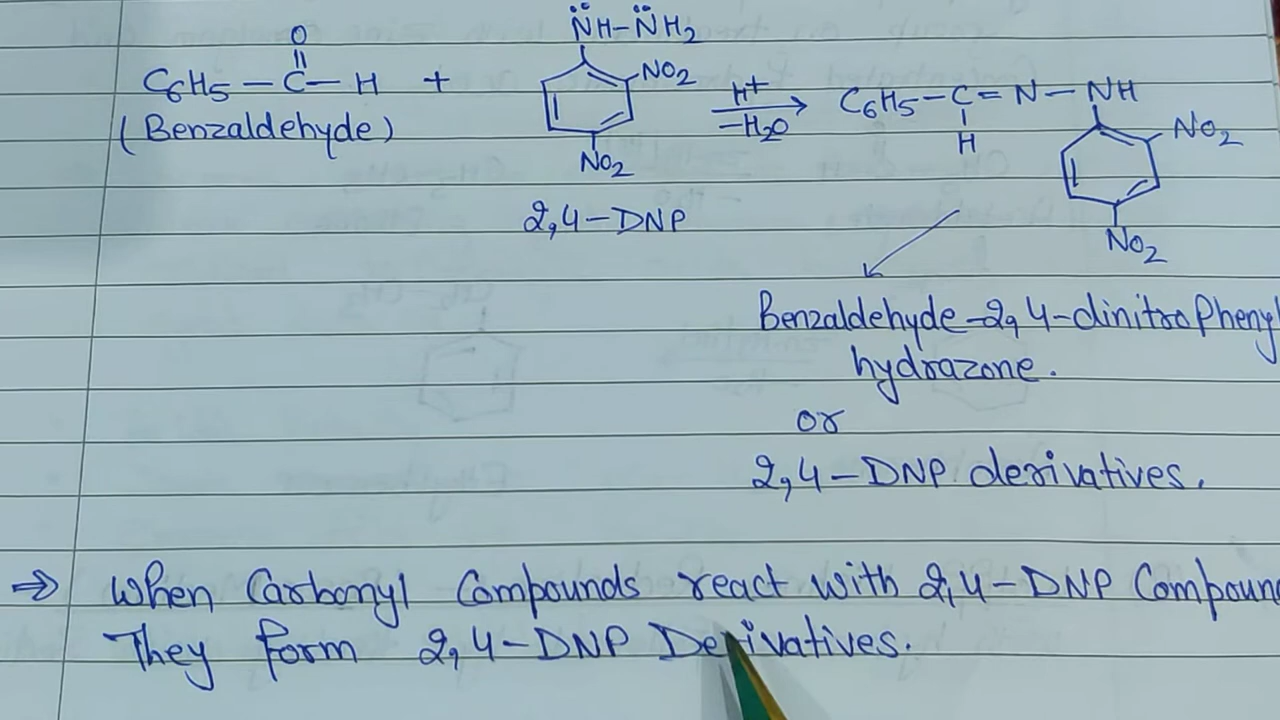 O
C6H5 — C — H + N̈H–N̈H2
NO2
NO2
(Benzaldehyde)
2,4–DNP
H+
–H2O
C6H5–C=N–NH
H
NO2
NO2
Benzaldehyde–2,4–dinitrophenyl
hydrazone.
or
2,4–DNP derivatives.
⇒ When Carbonyl Compounds react with 2,4–DNP Compoun
They form 2,4–DNP Derivatives.